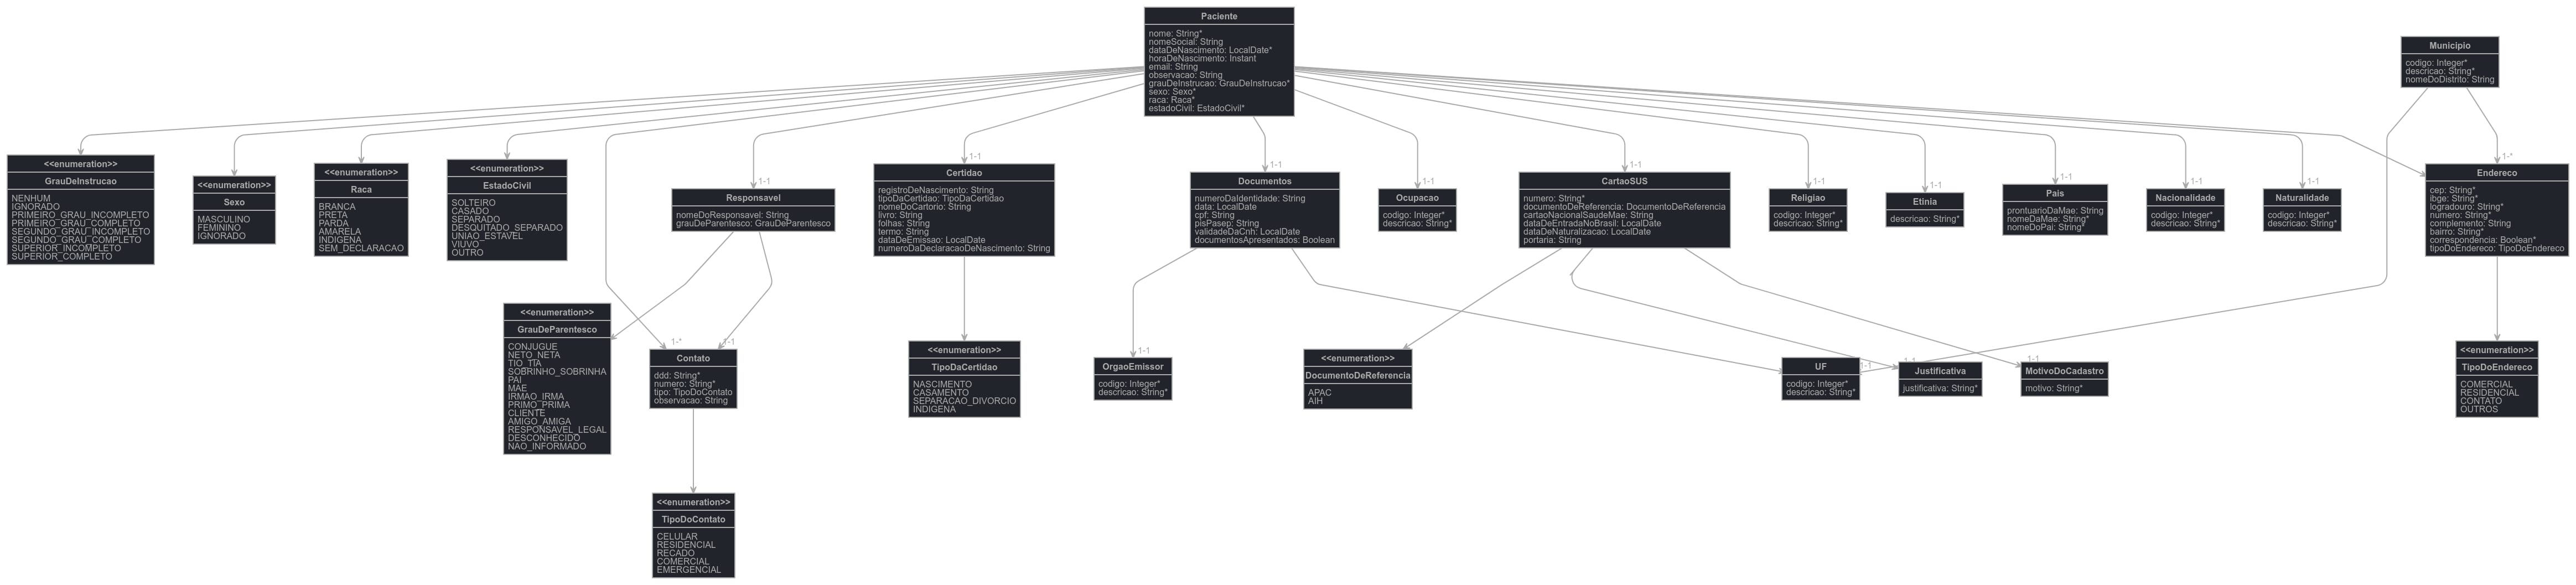 Paciente
nome: String*
nomeSocial: String
dataDeNascimento: LocalDate*
horaDeNascimento: Instant
email: String
observacao: String
grauDeInstrucao: GrauDeInstrucao*
sexo: Sexo*
raca: Raca*
estadoCivil: EstadoCivil*
Municipio
codigo: Integer*
descricao: String*
nomeDoDistrito: String
<<enumeration>>
GrauDeInstrucao
NENHUM
IGNORADO
PRIMEIRO_GRAU_INCOMPLETO
PRIMEIRO_GRAU_COMPLETO
SEGUNDO_GRAU_INCOMPLETO
SEGUNDO_GRAU_COMPLETO
SUPERIOR_INCOMPLETO
SUPERIOR_COMPLETO
<<enumeration>>
Sexo
MASCULINO
FEMININO
IGNORADO
<<enumeration>>
Raca
BRANCA
PRETA
PARDA
AMARELA
INDIGENA
SEM_DECLARACAO
<<enumeration>>
EstadoCivil
SOLTEIRO
CASADO
SEPARADO
DESQUITADO_SEPARADO
UNIAO_ESTAVEL
VIUVO
OUTRO
1-1
Responsavel
nomeDoResponsavel: String
grauDeParentesco: GrauDeParentesco
1-1
Certidao
registroDeNascimento: String
tipoDaCertidao: TipoDaCertidao
nomeDoCartorio: String
livro: String
folhas: String
termo: String
dataDeEmissao: LocalDate
numeroDaDeclaracaoDeNascimento: String
1-1
Documentos
numeroDaIdentidade: String
data: LocalDate
cpf: String
pisPasep: String
validadeDaCnh: LocalDate
documentosApresentados: Boolean
1-1
Ocupacao
codigo: Integer*
descricao: String*
1-1
CartaoSUS
numero: String*
documentoDeReferencia: DocumentoDeReferencia
cartaoNacionalSaudeMae: String
dataDeEntradaNoBrasil: LocalDate
dataDeNaturalizacao: LocalDate
portaria: String
1-1
Religiao
codigo: Integer*
descricao: String*
1-1
Etinia
descricao: String*
1-1
Pais
prontuarioDaMae: String
nomeDaMae: String*
nomeDoPai: String*
1-1
Nacionalidade
codigo: Integer*
descricao: String*
1-1
Naturalidade
codigo: Integer*
descricao: String*
1-*
Endereco
cep: String*
ibge: String*
logradouro: String*
numero: String*
complemento: String
bairro: String*
correspondencia: Boolean*
tipoDoEndereco: TipoDoEndereco
<<enumeration>>
GrauDeParentesco
CONJUGUE
NETO_NETA
TIO_TIA
SOBRINHO_SOBRINHA
PAI
MAE
IRMAO_IRMA
PRIMO_PRIMA
CLIENTE
AMIGO_AMIGA
RESPONSAVEL_LEGAL
DESCONHECIDO
NAO_INFORMADO
1-*
1-1
Contato
ddd: String*
numero: String*
tipo: TipoDoContato
observacao: String
<<enumeration>>
TipoDaCertidao
NASCIMENTO
CASAMENTO
SEPARACAO_DIVORCIO
INDIGENA
1-1
OrgaoEmissor
codigo: Integer*
descricao: String*
<<enumeration>>
DocumentoDeReferencia
APAC
AIH
UF
codigo: Integer*
descricao: String*
1-1
1-1
Justificativa
justificativa: String*
1-1
MotivoDoCadastro
motivo: String*
<<enumeration>>
TipoDoEndereco
COMERCIAL
RESIDENCIAL
CONTATO
OUTROS
<<enumeration>>
TipoDoContato
CELULAR
RESIDENCIAL
RECADO
COMERCIAL
EMERGENCIAL